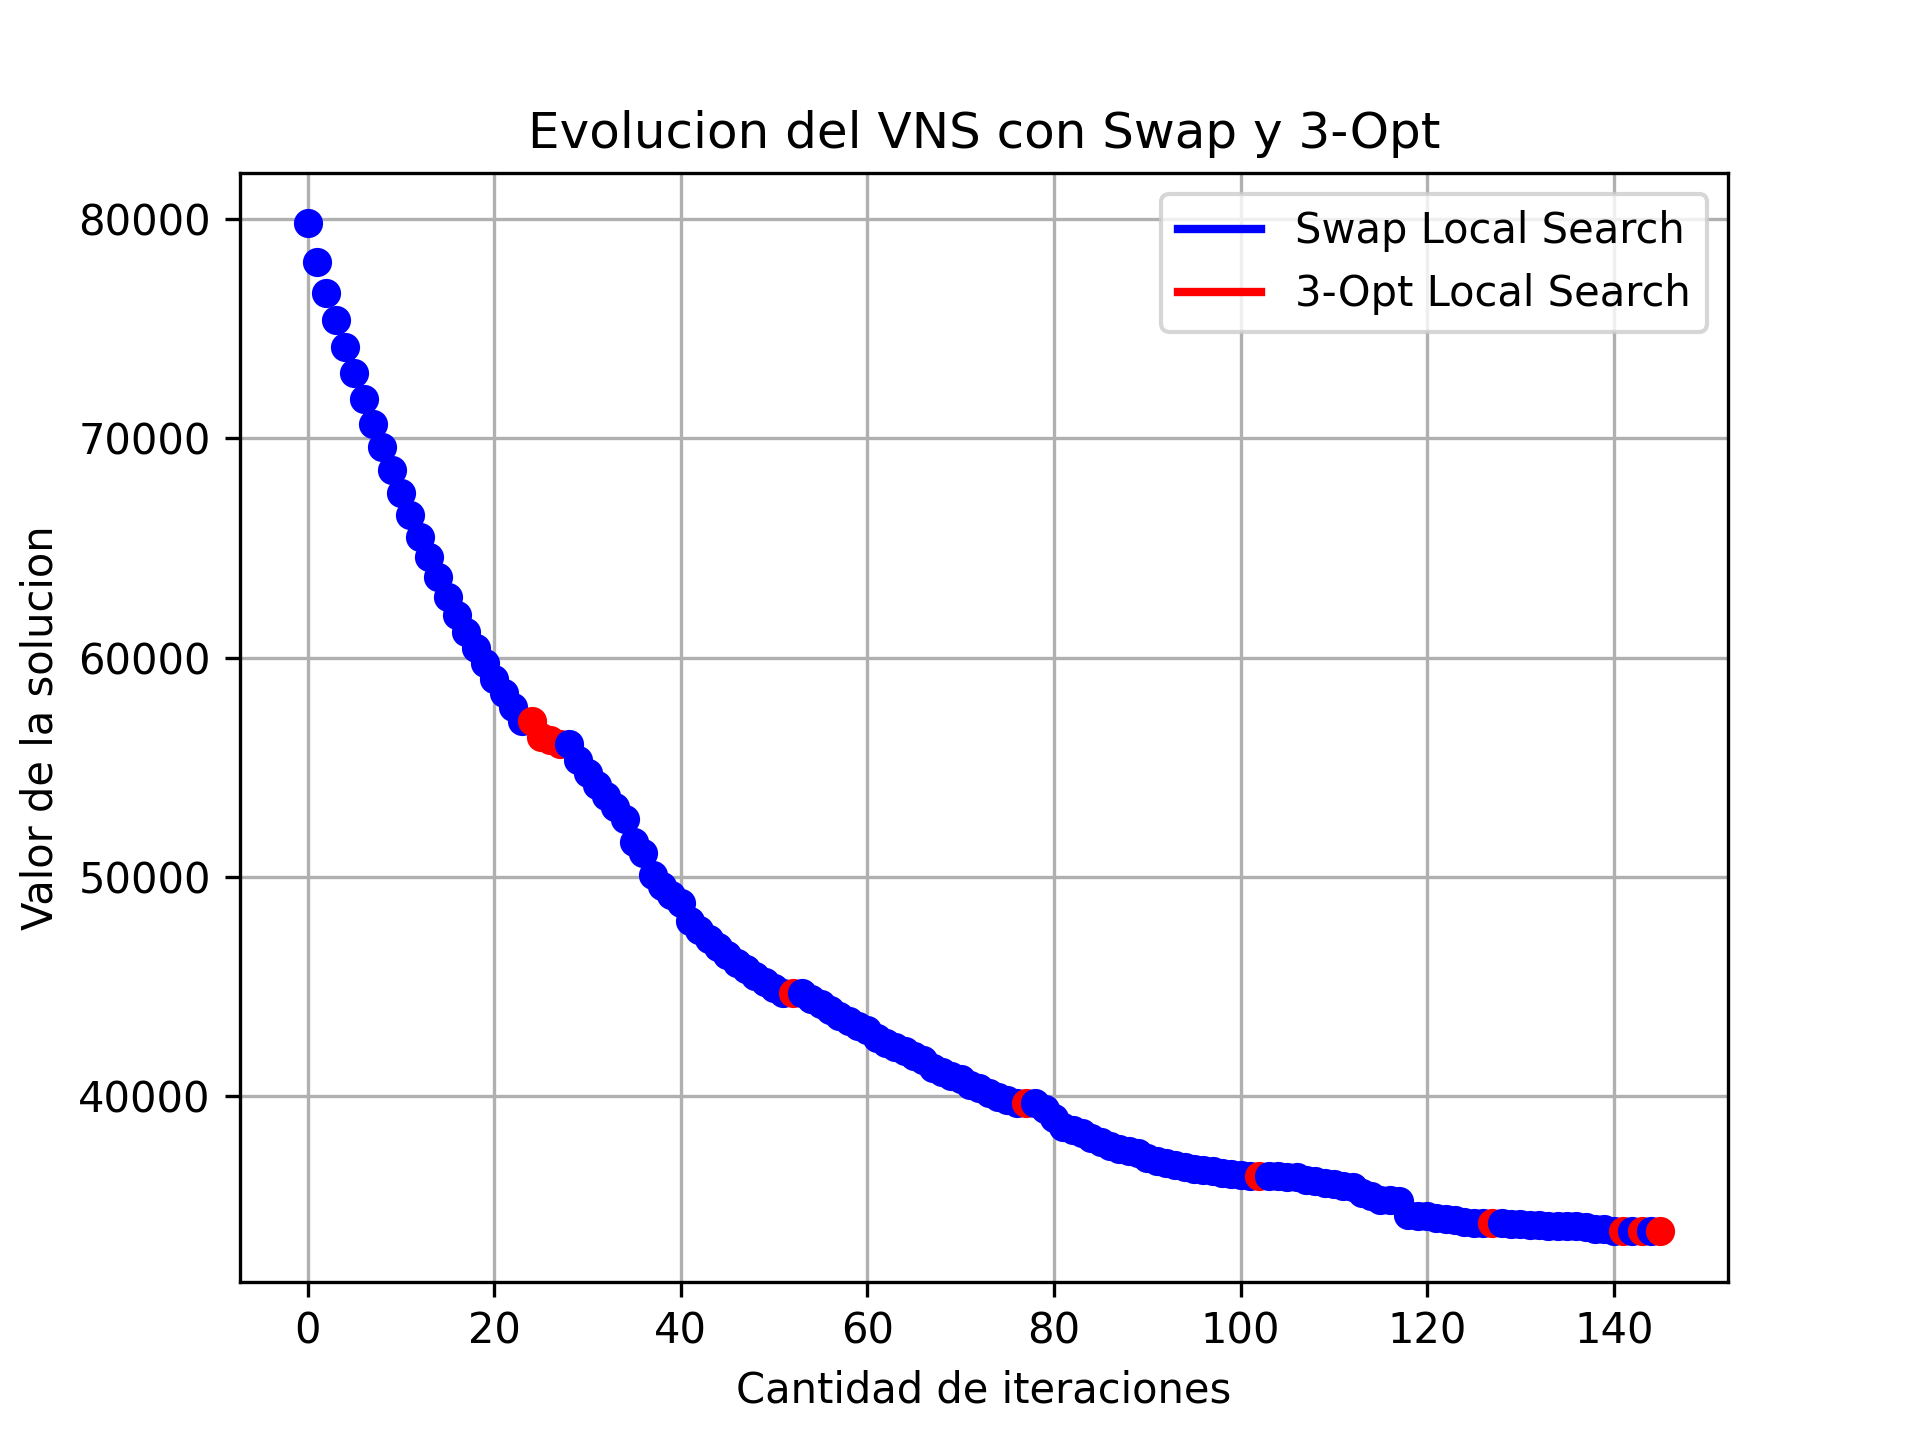 Evolucion del VNS con Swap y 3-Opt
Swap Local Search
3-Opt Local Search
Valor de la solucion
80000
70000
60000
50000
40000
0 20 40 60 80 100 120 140
Cantidad de iteraciones